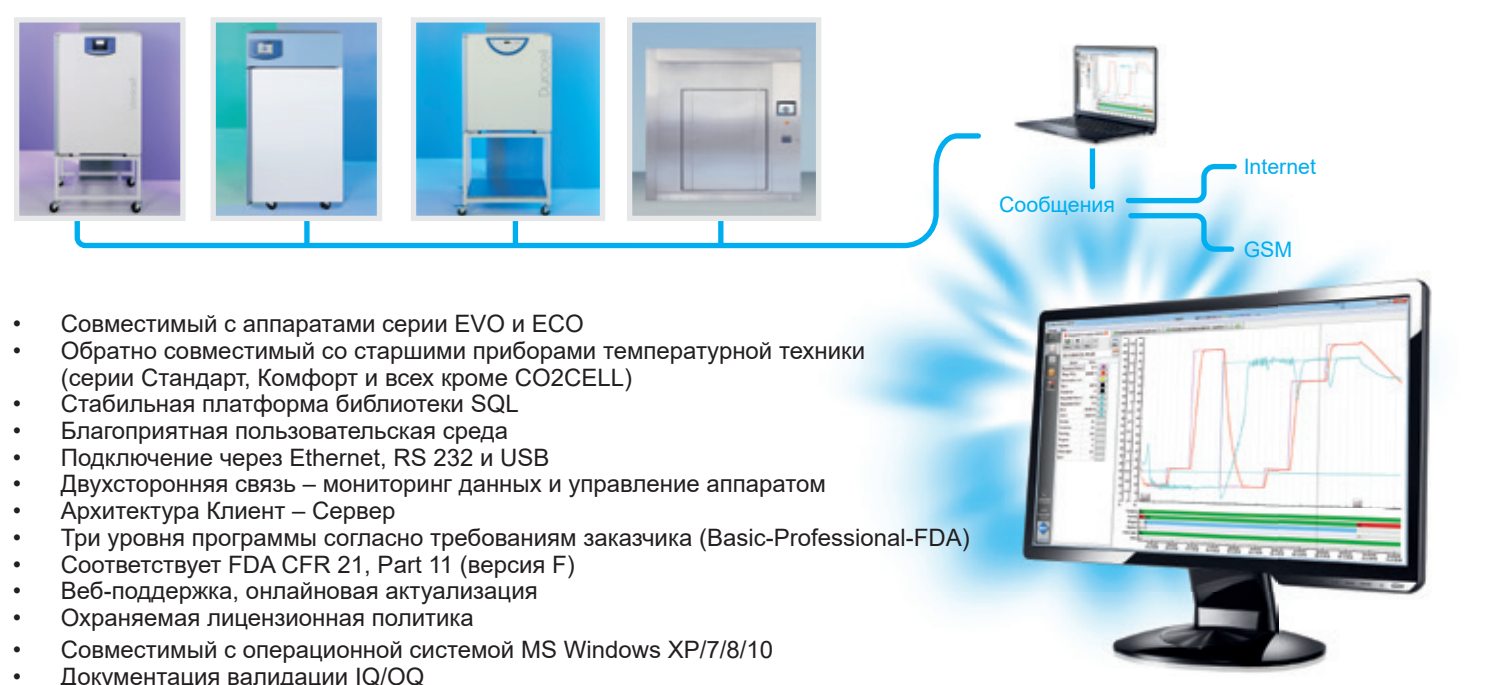 Durocell
Internet
Сообщения
GSM
• Совместимый с аппаратами серии EVO и ECO
• Обратно совместимый со старшими приборами температурной техники
(серии Стандарт, Комфорт и всех кроме CO2CELL)
• Стабильная платформа библиотеки SQL
• Благоприятная пользовательская среда
• Подключение через Ethernet, RS 232 и USB
• Двухсторонняя связь – мониторинг данных и управление аппаратом
• Архитектура Клиент – Сервер
• Три уровня программы согласно требованиям заказчика (Basic-Professional-FDA)
• Соответствует FDA CFR 21, Part 11 (версия F)
• Веб-поддержка, онлайновая актуализация
• Охраняемая лицензионная политика
• Совместимый с операционной системой MS Windows XP/7/8/10
• Документация валидации IQ/OQ